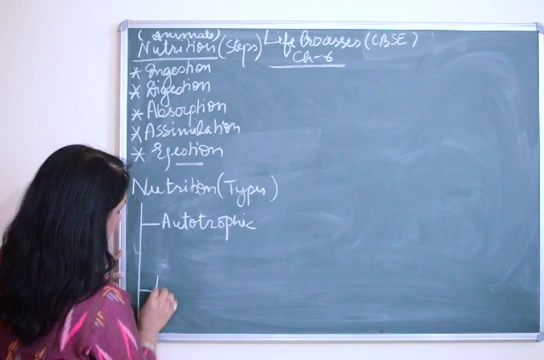 (Animals)
Nutrition (Steps) Life Processes (CBSE)
Ch-6
* Ingestion
* Digestion
* Absorption
* Assimilation
* Egestion
Nutrition (Types)
Autotrophic